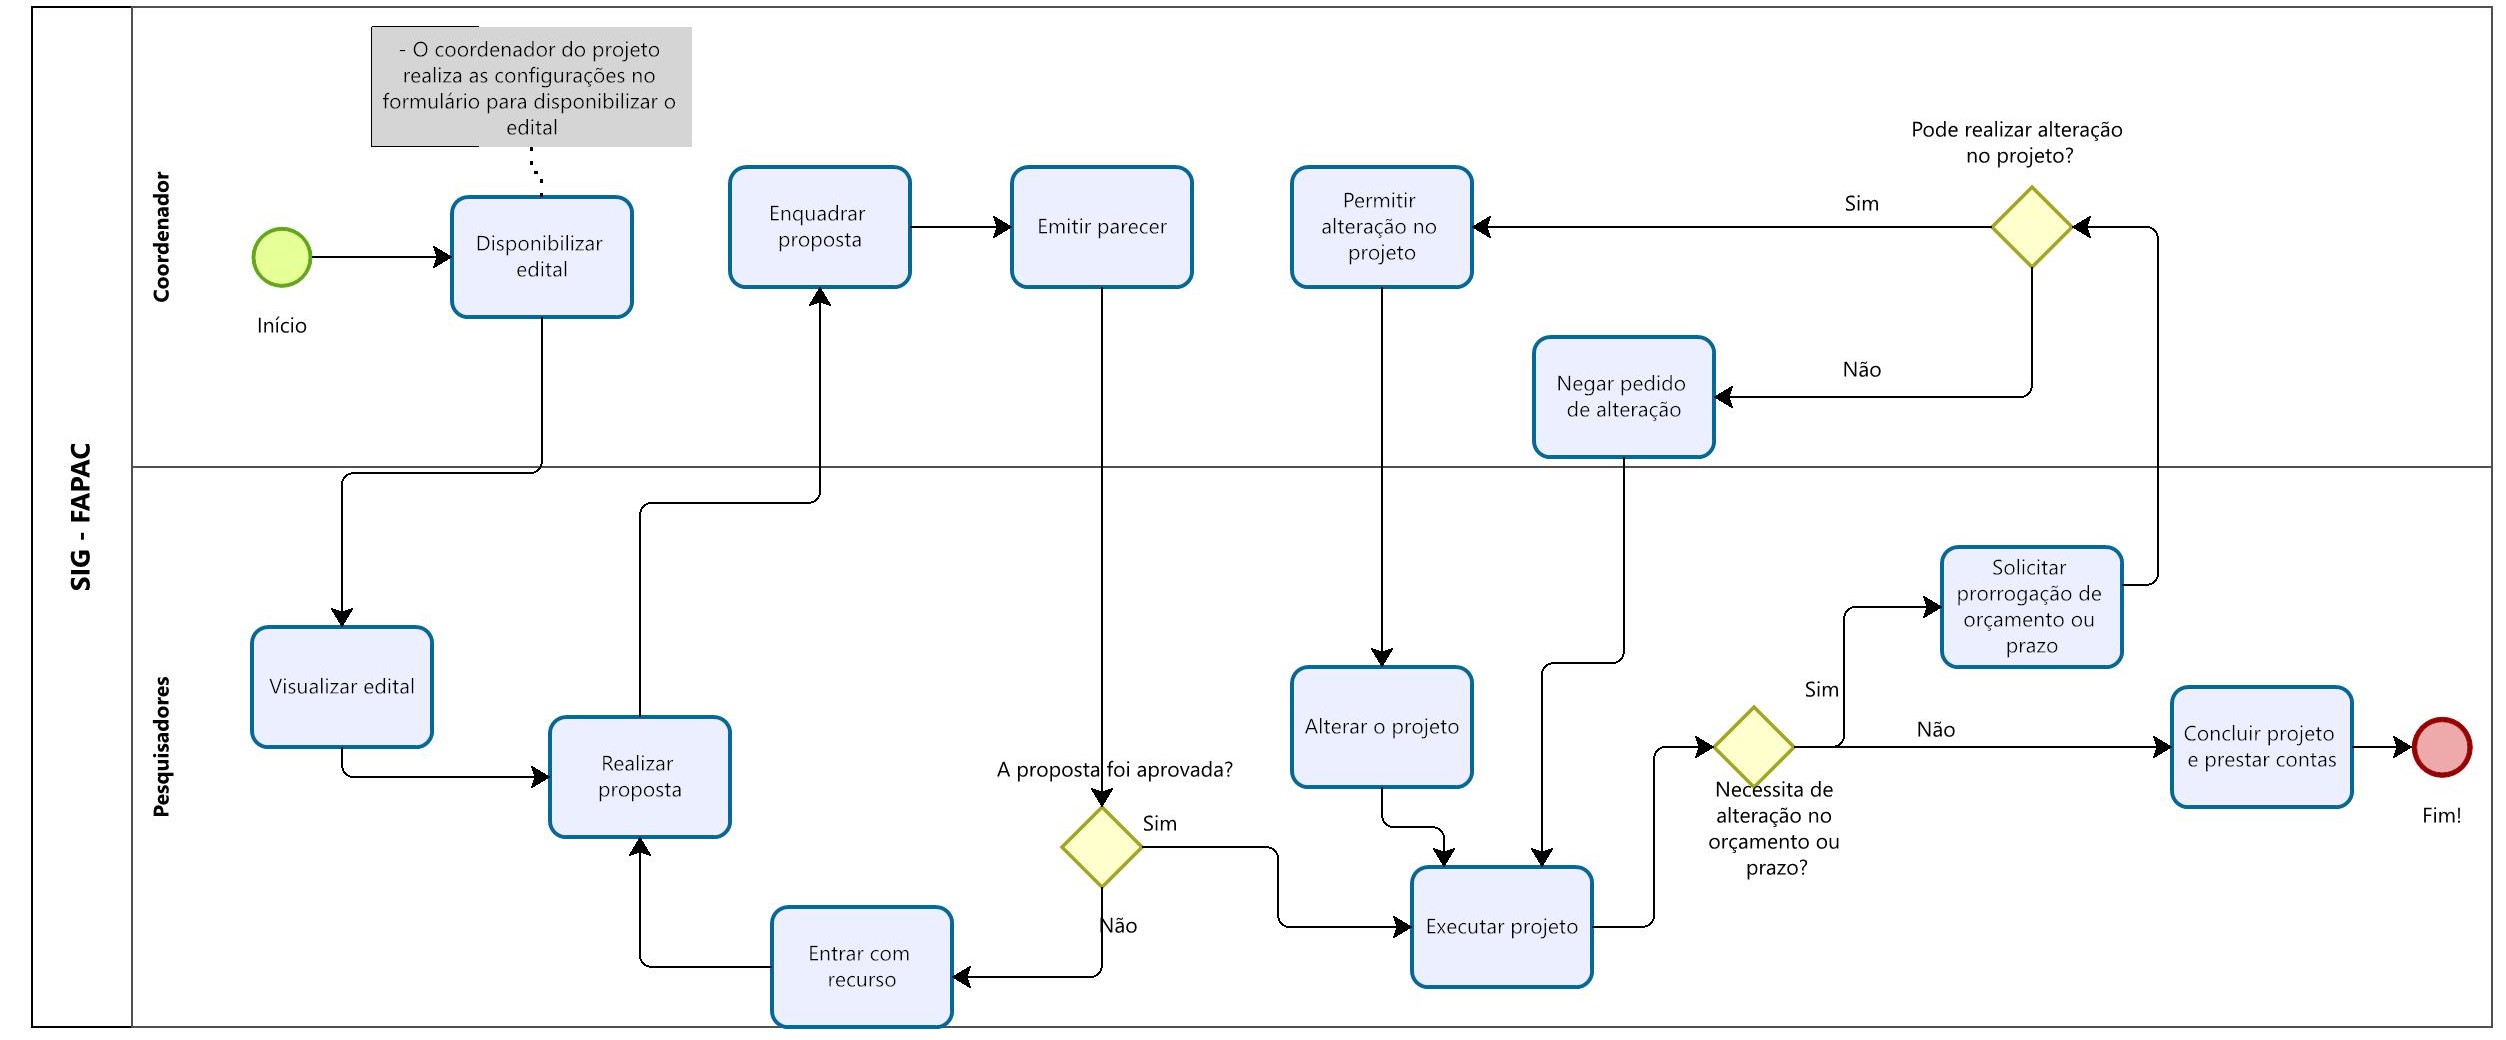 SIG - FAPAC
Coordenador
- O coordenador do projeto
realiza as configurações no
formulário para disponibilizar o
edital
Início
Disponibilizar
edital
Enquadrar
proposta
Emitir parecer
Permitir
alteração no
projeto
Sim
Pode realizar alteração
no projeto?
Negar pedido
de alteração
Não
Pesquisadores
Visualizar edital
Realizar
proposta
Entrar com
recurso
A proposta foi aprovada?
Sim
Não
Alterar o projeto
Executar projeto
Necessita de
alteração no
orçamento ou
prazo?
Sim
Não
Solicitar
prorrogação de
orçamento ou
prazo
Concluir projeto
e prestar contas
Fim!